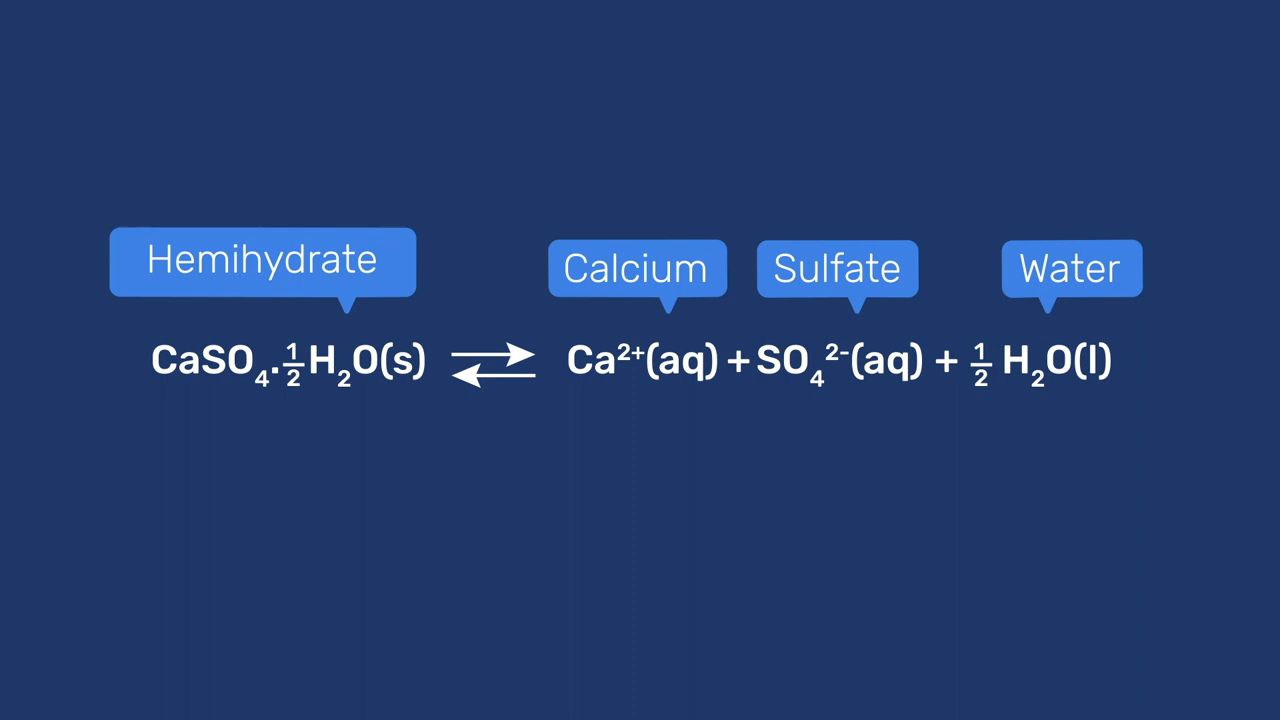 Hemihydrate Calcium Sulfate Water
CaSO₄.½H₂O(s) ⇌ Ca²⁺(aq) + SO₄²⁻(aq) + ½ H₂O(l)